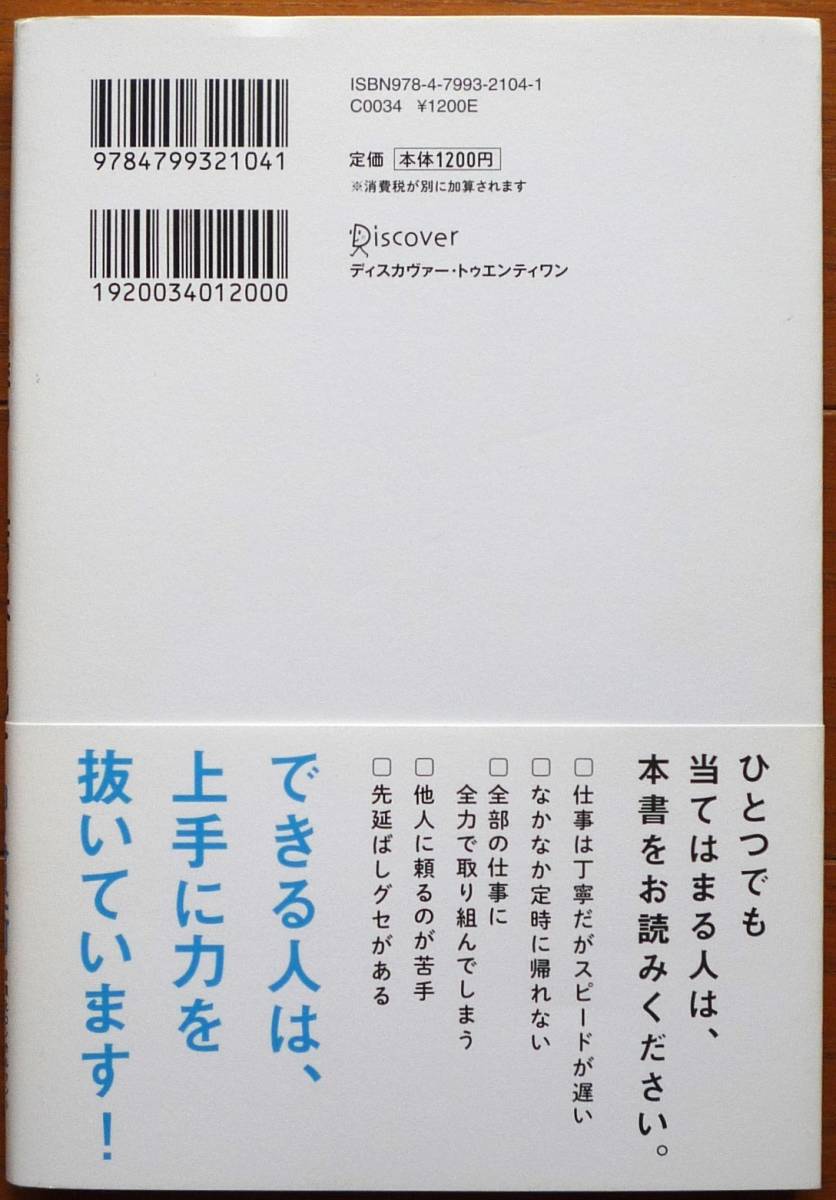 ISBN978-4-7993-2104-1
C0034 ¥1200E
9784799321041
定価 本体1200円
※消費税が別に加算されます
1920034012000
Discover
ディスカヴァー・トゥエンティワン
ひとつでも
当てはまる人は、
本書をお読みください。
□仕事は丁寧だがスピードが遅い
□なかなか定時に帰れない
□全部の仕事に
全力で取り組んでしまう
□他人に頼るのが苦手
□先延ばしグセがある
できる人は、
上手に力を
抜いています！